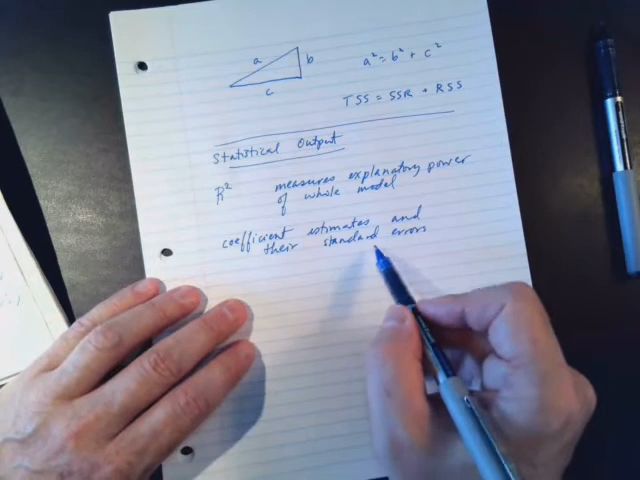 a
b
c
a² = b² + c²
TSS = SSR + RSS
Statistical Output
R² measures explanatory power
of whole model
coefficient estimates and
their standard errors